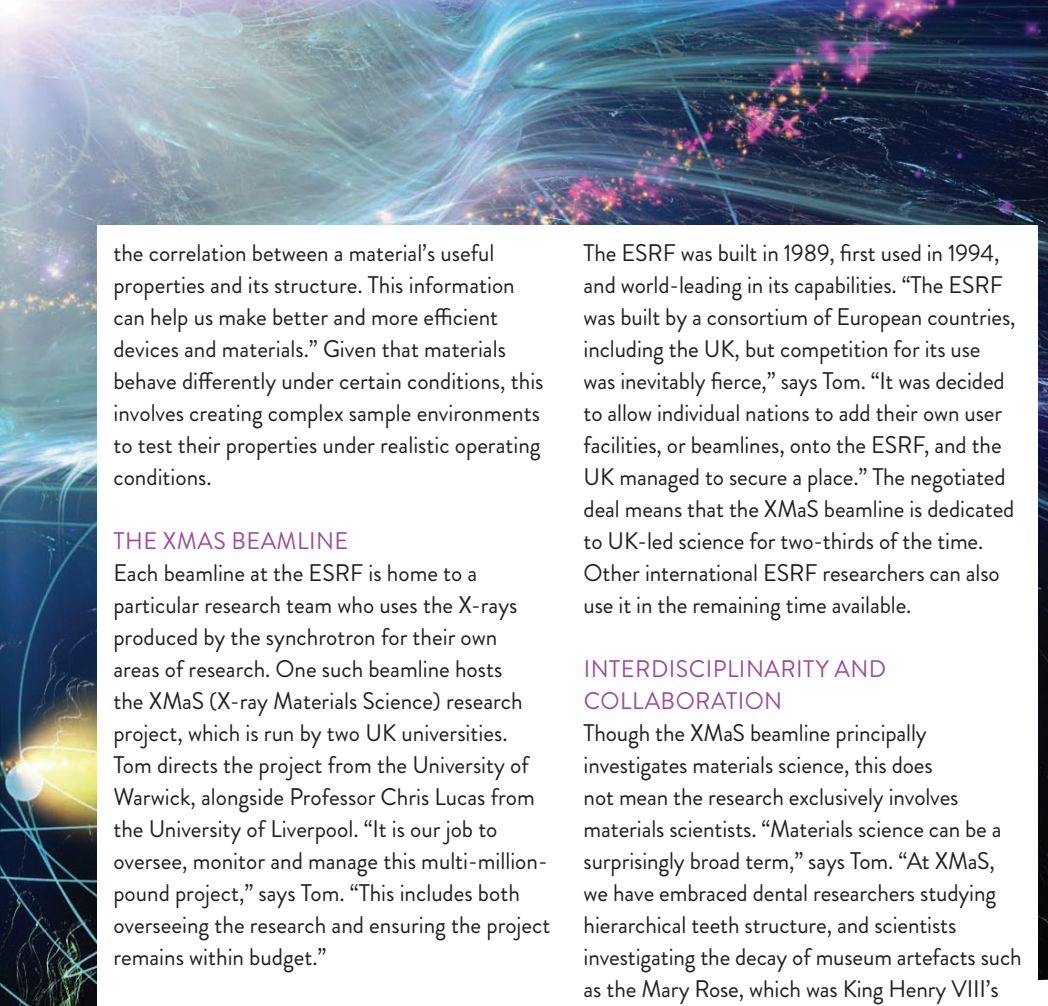 the correlation between a material’s useful
properties and its structure. This information
can help us make better and more efficient
devices and materials.” Given that materials
behave differently under certain conditions, this
involves creating complex sample environments
to test their properties under realistic operating
conditions.
THE XMAS BEAMLINE
Each beamline at the ESRF is home to a
particular research team who uses the X-rays
produced by the synchrotron for their own
areas of research. One such beamline hosts
the XMaS (X-ray Materials Science) research
project, which is run by two UK universities.
Tom directs the project from the University of
Warwick, alongside Professor Chris Lucas from
the University of Liverpool. “It is our job to
oversee, monitor and manage this multi-million-
pound project,” says Tom. “This includes both
overseeing the research and ensuring the project
remains within budget.”
The ESRF was built in 1989, first used in 1994,
and world-leading in its capabilities. “The ESRF
was built by a consortium of European countries,
including the UK, but competition for its use
was inevitably fierce,” says Tom. “It was decided
to allow individual nations to add their own user
facilities, or beamlines, onto the ESRF, and the
UK managed to secure a place.” The negotiated
deal means that the XMaS beamline is dedicated
to UK-led science for two-thirds of the time.
Other international ESRF researchers can also
use it in the remaining time available.
INTERDISCIPLINARITY AND
COLLABORATION
Though the XMaS beamline principally
investigates materials science, this does
not mean the research exclusively involves
materials scientists. “Materials science can be a
surprisingly broad term,” says Tom. “At XMaS,
we have embraced dental researchers studying
hierarchical teeth structure, and scientists
investigating the decay of museum artefacts such
as the Mary Rose, which was King Henry VIII’s